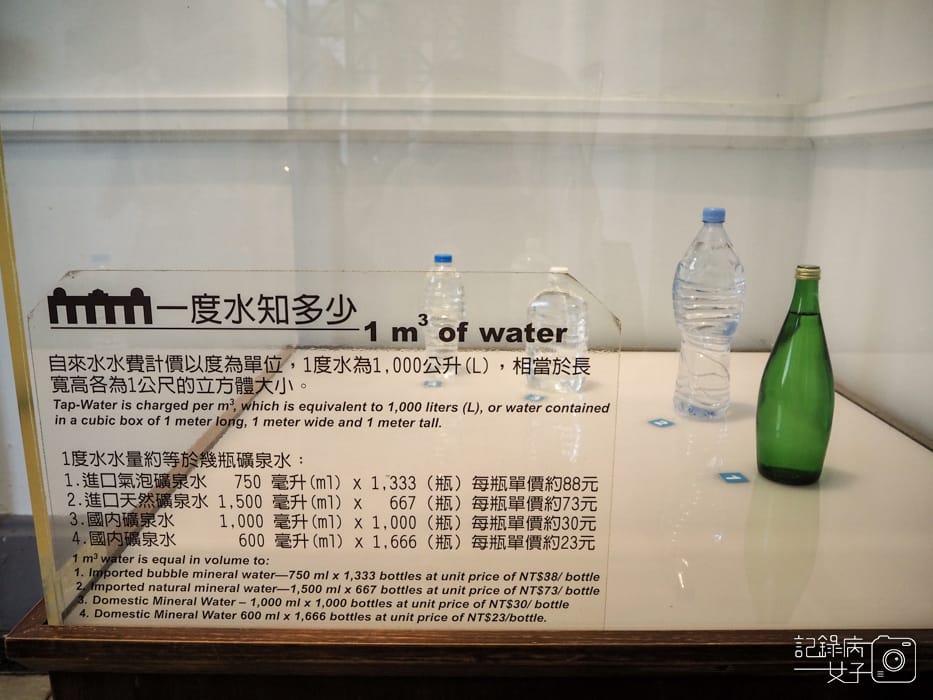 一度水知多少
1 m³ of water
自來水水費計價以度為單位，1度水為1,000公升(L)，相當於長
寬高各為1公尺的立方體大小。
Tap-Water is charged per m³, which is equivalent to 1,000 liters (L), or water contained
in a cubic box of 1 meter long, 1 meter wide and 1 meter tall.
1度水水量約等於幾瓶礦泉水：
1.進口氣泡礦泉水 750 毫升(ml) x 1,333 (瓶) 每瓶單價約88元
2.進口天然礦泉水 1,500 毫升(ml) x 667 (瓶) 每瓶單價約73元
3.國內礦泉水 1,000 毫升(ml) x 1,000 (瓶) 每瓶單價約30元
4.國內礦泉水 600 毫升(ml) x 1,666 (瓶) 每瓶單價約23元
1 m³ water is equal in volume to:
1. Imported bubble mineral water—750 ml x 1,333 bottles at unit price of NT$38/ bottle
2. Imported natural mineral water—1,500 ml x 667 bottles at unit price of NT$73/ bottle
3. Domestic Mineral Water – 1,000 ml x 1,000 bottles at unit price of NT$30/ bottle
4. Domestic Mineral Water 600 ml x 1,666 bottles at unit price of NT$23/bottle.
1
記錄病
女子